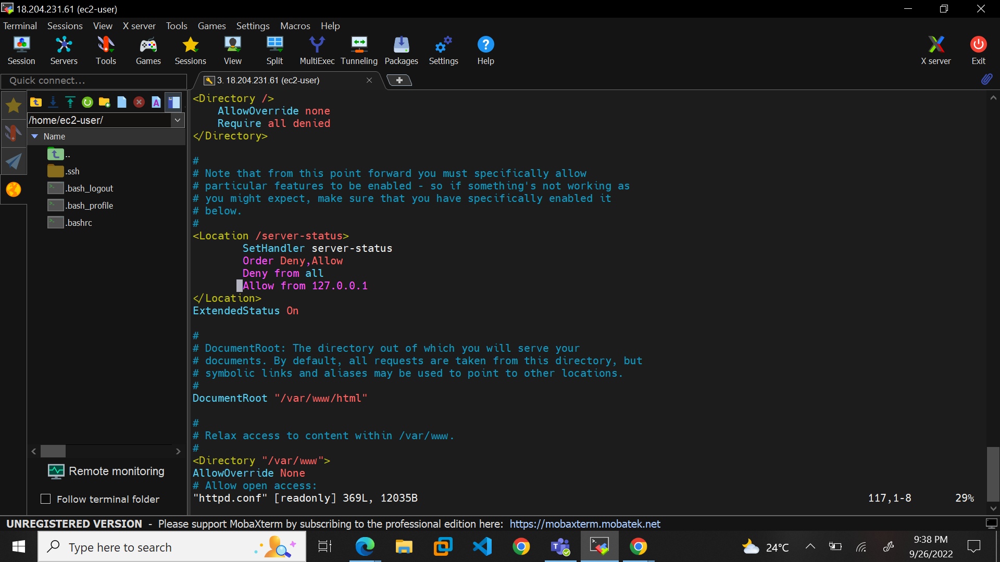 18.204.231.61 (ec2-user)
Terminal Sessions View X server Tools Games Settings Macros Help
Session Servers Tools Games Sessions View Split MultiExec Tunneling Packages Settings Help X server Exit
Quick connect...
3. 18.204.231.61 (ec2-user)
/home/ec2-user/
Name
..
.ssh
.bash_logout
.bash_profile
.bashrc
Remote monitoring
Follow terminal folder
<Directory />
    AllowOverride none
    Require all denied
</Directory>
#
# Note that from this point forward you must specifically allow
# particular features to be enabled - so if something's not working as
# you might expect, make sure that you have specifically enabled it
# below.
#
<Location /server-status>
        SetHandler server-status
        Order Deny,Allow
        Deny from all
        Allow from 127.0.0.1
</Location>
ExtendedStatus On
#
# DocumentRoot: The directory out of which you will serve your
# documents. By default, all requests are taken from this directory, but
# symbolic links and aliases may be used to point to other locations.
#
DocumentRoot "/var/www/html"
#
# Relax access to content within /var/www.
#
<Directory "/var/www">
AllowOverride None
# Allow open access:
"httpd.conf" [readonly] 369L, 12035B 117,1-8 29%
UNREGISTERED VERSION - Please support MobaXterm by subscribing to the professional edition here: https://mobaxterm.mobatek.net
Type here to search
24°C
9:38 PM
9/26/2022